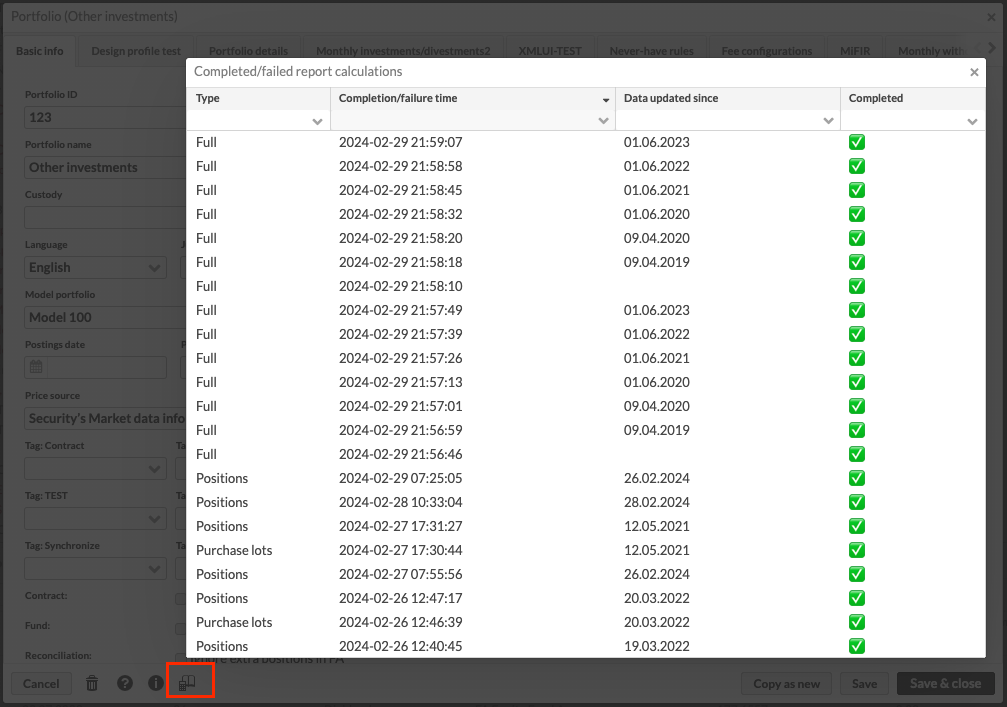 Portfolio (Other investments)
Basic info Design profile test Portfolio details Monthly investments/divestments2 XMLUI-TEST Never-have rules Fee configurations MiFIR Monthly with
Completed/failed report calculations
Type Completion/failure time Data updated since Completed
Full 2024-02-29 21:59:07 01.06.2023
Full 2024-02-29 21:58:58 01.06.2022
Full 2024-02-29 21:58:45 01.06.2021
Full 2024-02-29 21:58:32 01.06.2020
Full 2024-02-29 21:58:20 09.04.2020
Full 2024-02-29 21:58:18 09.04.2019
Full 2024-02-29 21:58:10
Full 2024-02-29 21:57:49 01.06.2023
Full 2024-02-29 21:57:39 01.06.2022
Full 2024-02-29 21:57:26 01.06.2021
Full 2024-02-29 21:57:13 01.06.2020
Full 2024-02-29 21:57:01 09.04.2020
Full 2024-02-29 21:56:59 09.04.2019
Full 2024-02-29 21:56:46
Positions 2024-02-29 07:25:05 26.02.2024
Positions 2024-02-28 10:33:04 28.02.2024
Positions 2024-02-27 17:31:27 12.05.2021
Purchase lots 2024-02-27 17:30:44 12.05.2021
Positions 2024-02-27 07:55:56 26.02.2024
Positions 2024-02-26 12:47:17 20.03.2022
Purchase lots 2024-02-26 12:46:39 20.03.2022
Positions 2024-02-26 12:40:45 19.03.2022
Portfolio ID
123
Portfolio name
Other investments
Custody
Language
English
Model portfolio
Model 100
Postings date
Price source
Security's Market data info
Tag: Contract Ta
Tag: TEST Ta
Tag: Synchronize Ta
Contract:
Fund:
Reconciliation: Ignore extra positions in FA
Cancel Copy as new Save Save & close